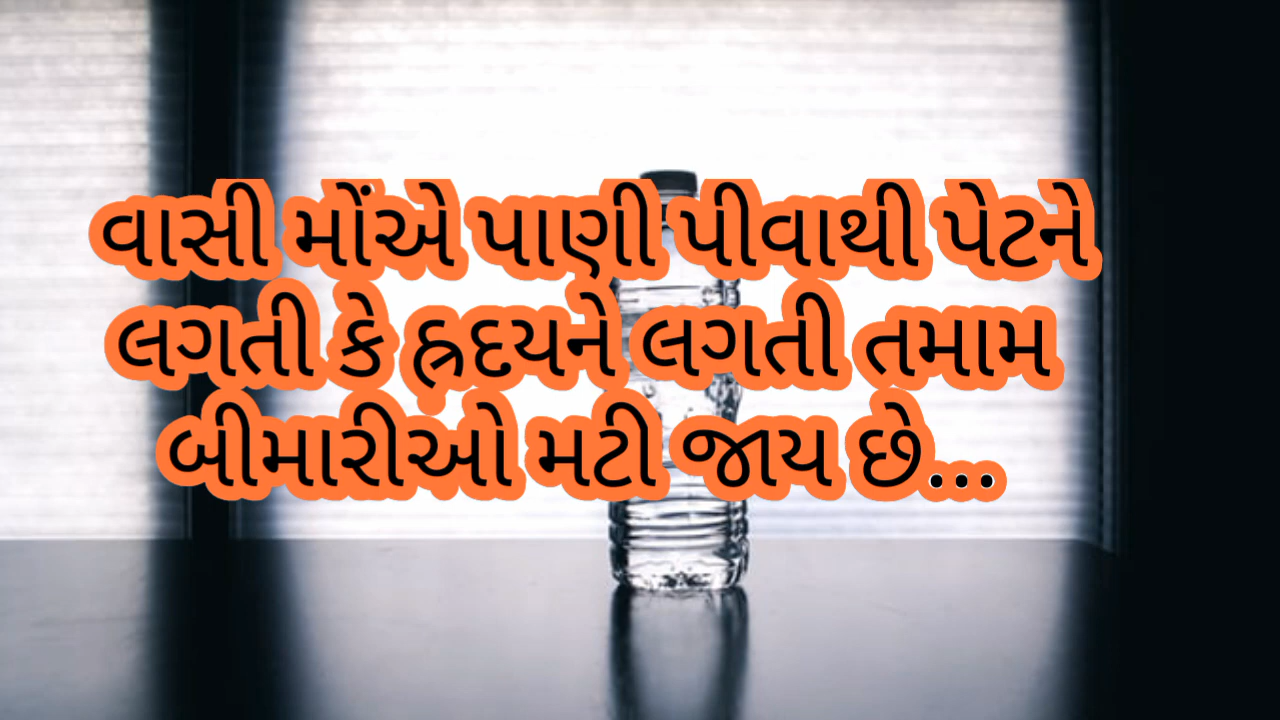 વાસી મોંએ પાણી પીવાથી પેટને
લગતી કે હ્રદયને લગતી તમામ
બીમારીઓ મટી જાય છે...